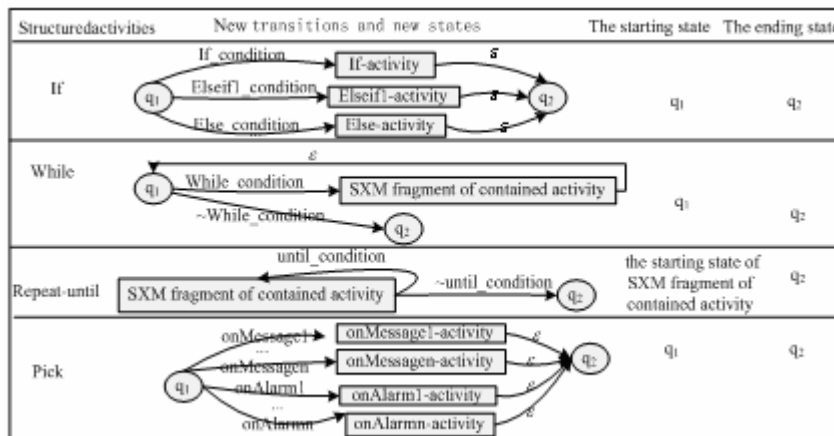 Structuredactivities New transitions and new states The starting state The ending state
If_condition If-activity ε
If q₁ Elseif1_condition Elseif1-activity ε q₂ q₁ q₂
Else_condition Else-activity ε
ε
While q₁ While_condition SXM fragment of contained activity q₁ q₂
~While_condition q₂
until_condition
Repeat-until SXM fragment of contained activity ~until_condition q₂ the starting state of SXM fragment of contained activity q₂
onMessage1 onMessage1-activity ε
...
onMessagen onMessagen-activity ε q₂ q₁ q₂
Pick q₁ onAlarm1 onAlarm1-activity ε
...
onAlarmn onAlarmn-activity ε